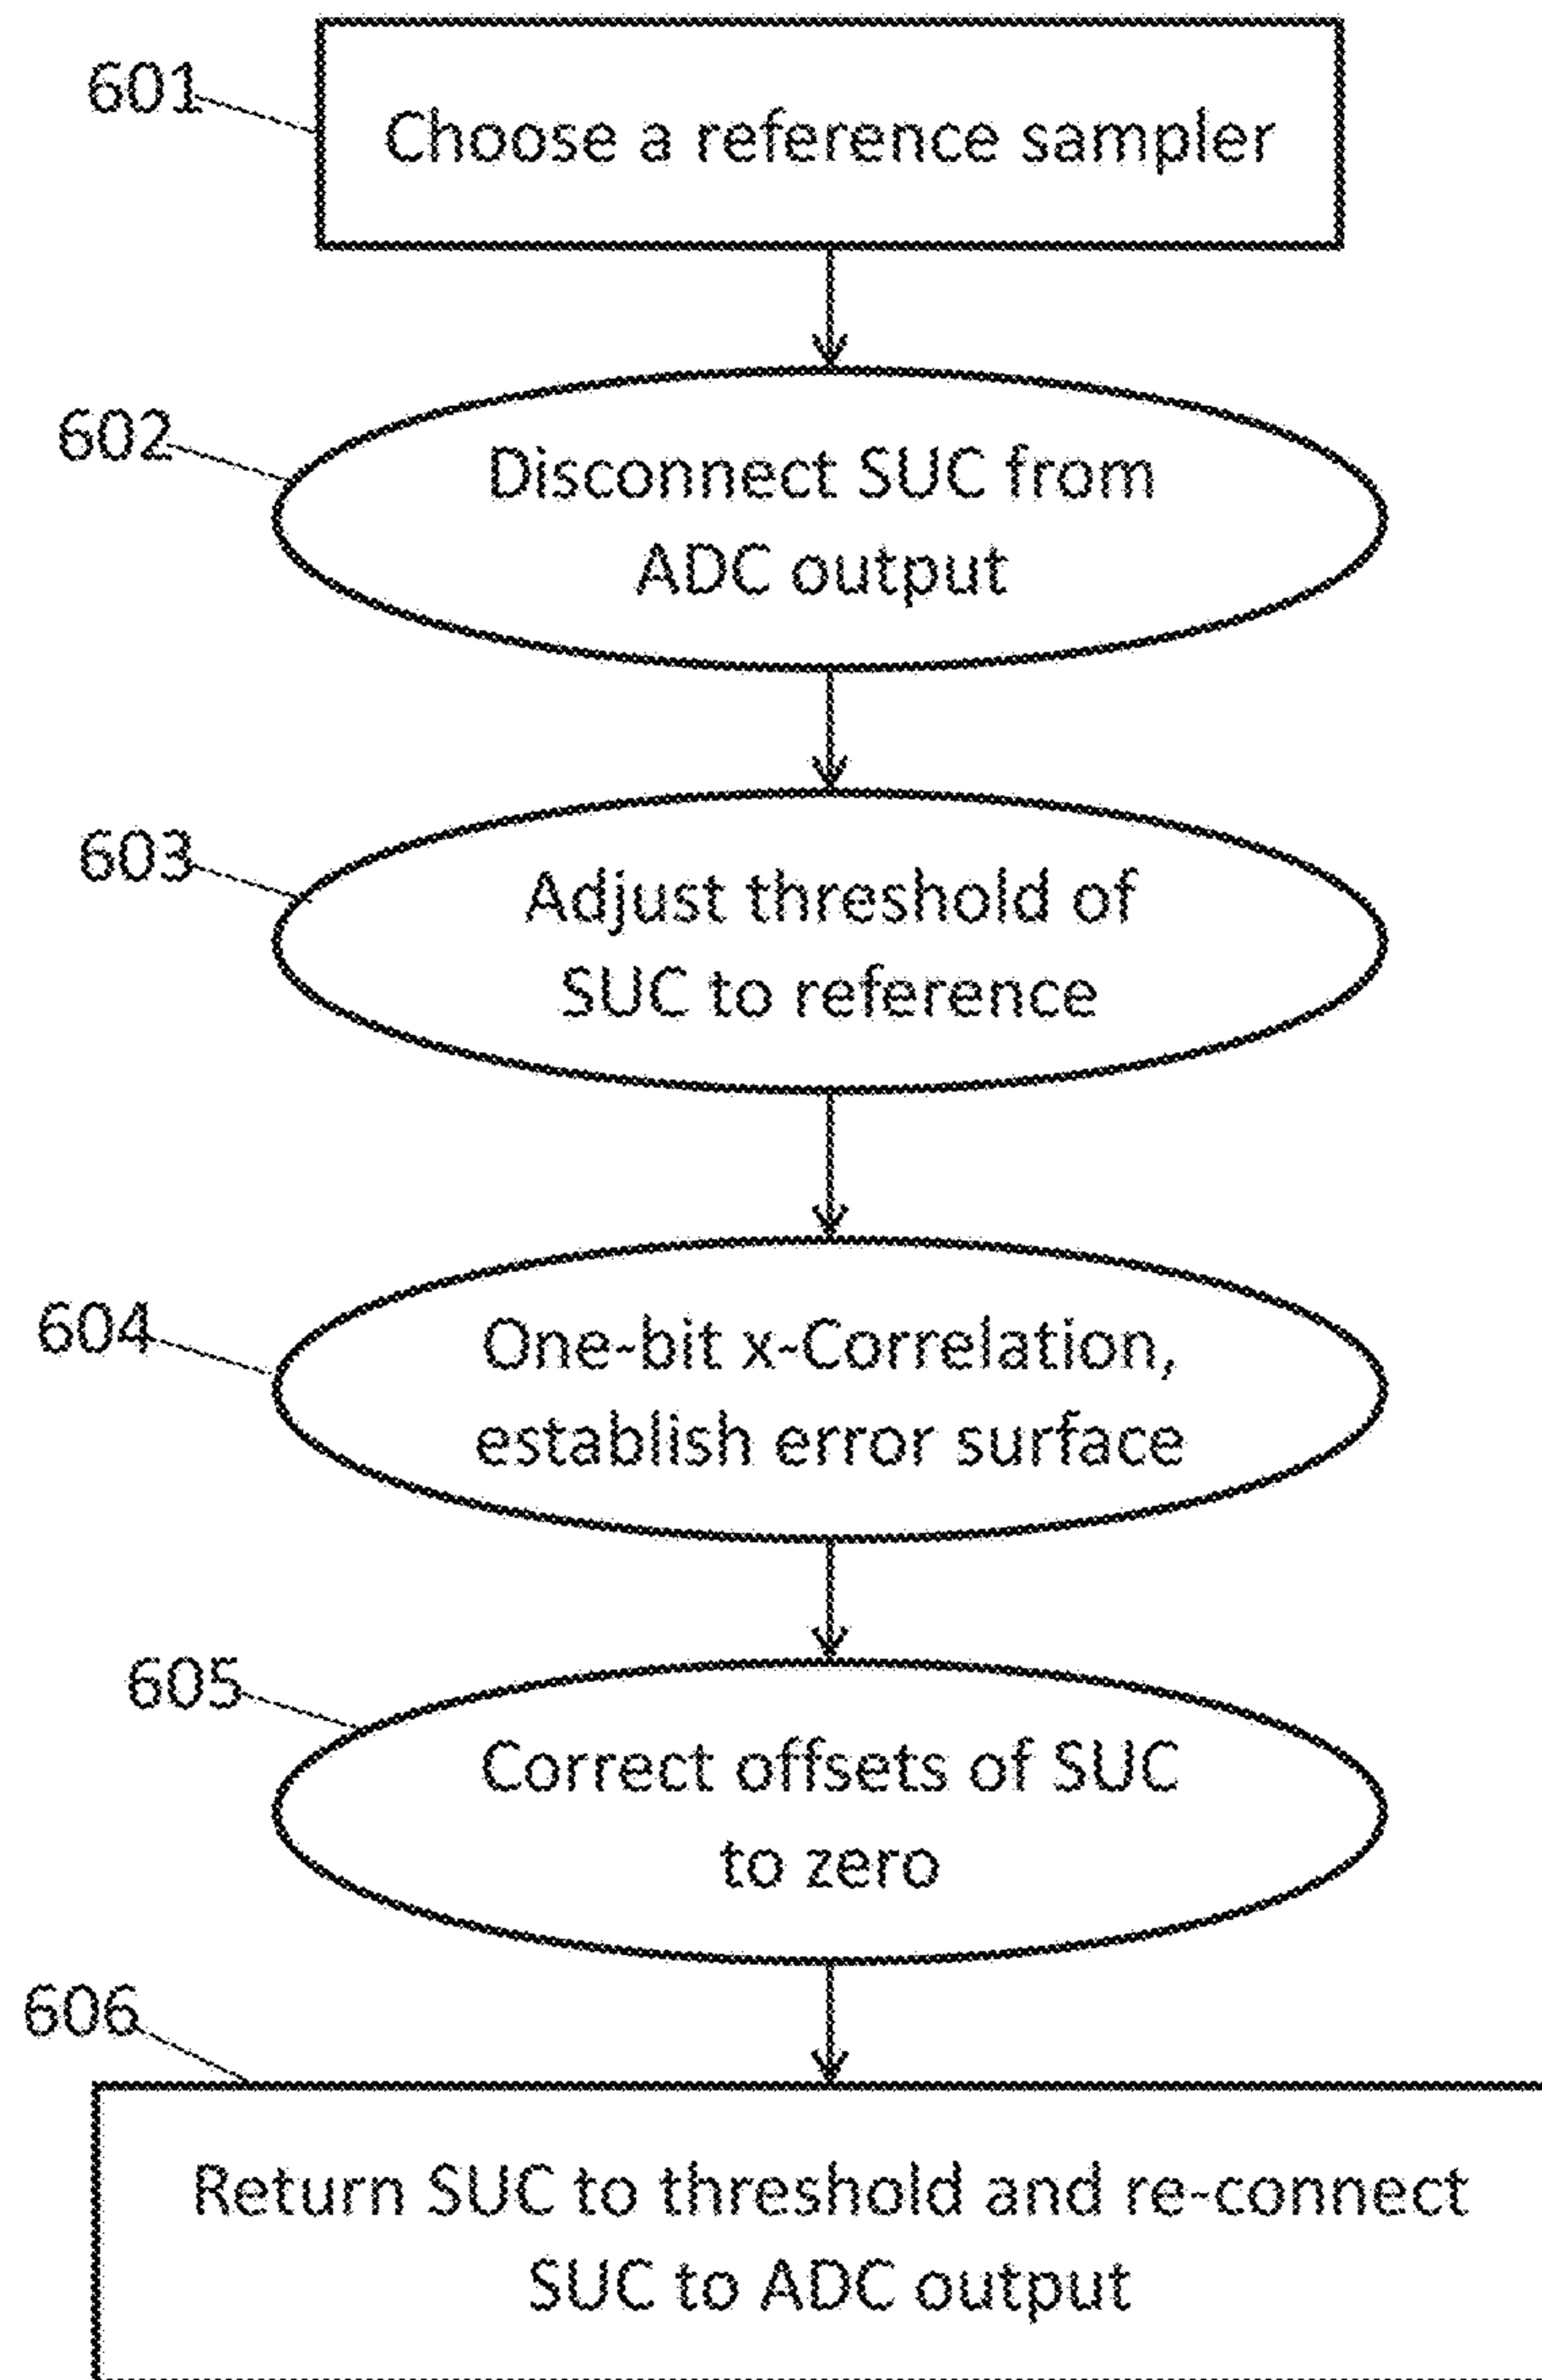 601
Choose a reference sampler
602
Disconnect SUC from
ADC output
603
Adjust threshold of
SUC to reference
604
One-bit x-Correlation,
establish error surface
605
Correct offsets of SUC
to zero
606
Return SUC to threshold and re-connect
SUC to ADC output